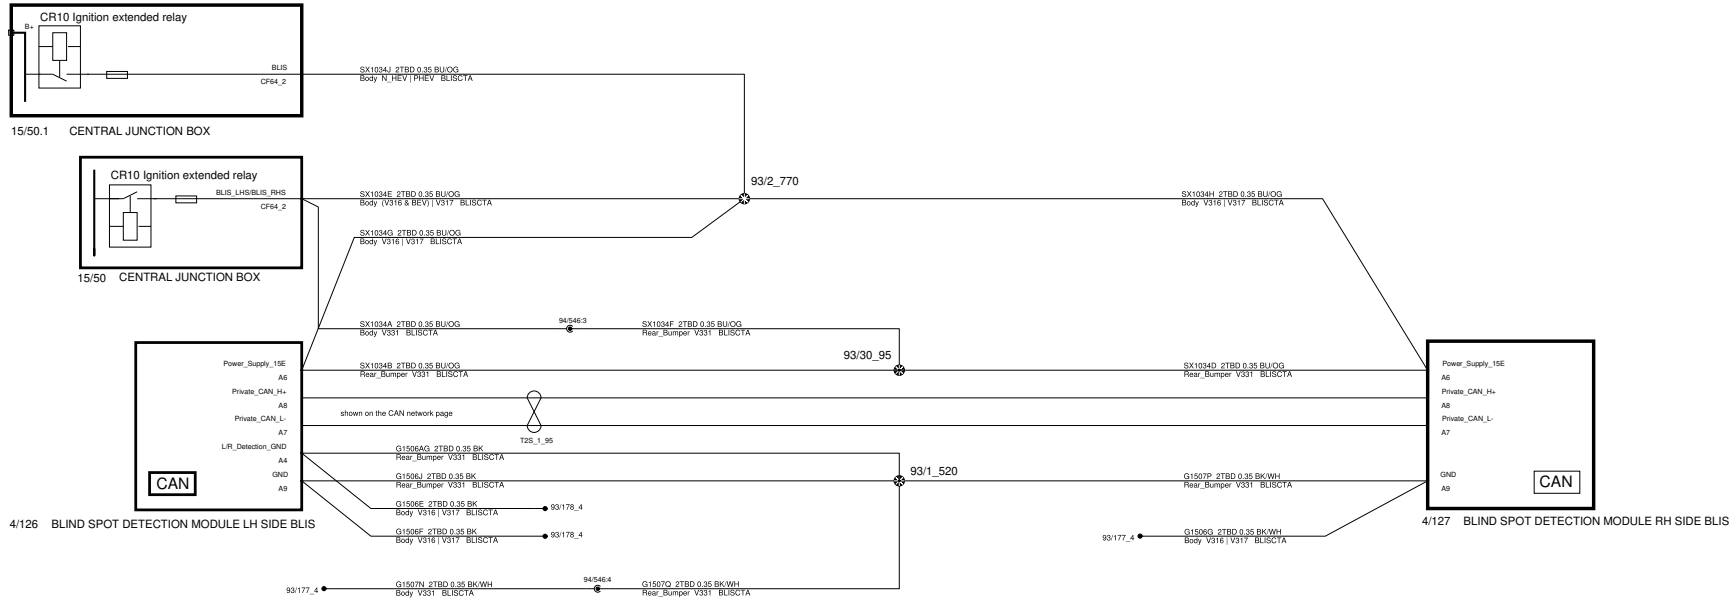 CR10 Ignition extended relay
B+
BLIS
CF64_2
SX1034J 2TBD 0.35 BU/OG
Body N_HEV | PHEV BLISCTA
15/50.1 CENTRAL JUNCTION BOX
CR10 Ignition extended relay
BLIS_LHS/BLIS_RHS
CF64_2
93/2_770
SX1034E 2TBD 0.35 BU/OG
Body (V316 & BEV) | V317 BLISCTA
SX1034H 2TBD 0.35 BU/OG
Body V316 | V317 BLISCTA
SX1034G 2TBD 0.35 BU/OG
Body V316 | V317 BLISCTA
15/50 CENTRAL JUNCTION BOX
SX1034A 2TBD 0.35 BU/OG
Body V331 BLISCTA
94/546:3
SX1034F 2TBD 0.35 BU/OG
Rear_Bumper V331 BLISCTA
93/30_95
Power_Supply_15E
A6
SX1034B 2TBD 0.35 BU/OG
Rear_Bumper V331 BLISCTA
SX1034D 2TBD 0.35 BU/OG
Rear_Bumper V331 BLISCTA
Power_Supply_15E
A6
Private_CAN_H+
A8
Private_CAN_H+
A8
shown on the CAN network page
Private_CAN_L-
A7
Private_CAN_L-
A7
T2S_1_95
L/R_Detection_GND
A4
G1506AG 2TBD 0.35 BK
Rear_Bumper V331 BLISCTA
93/1_520
GND
A9
G1506J 2TBD 0.35 BK
Rear_Bumper V331 BLISCTA
G1507P 2TBD 0.35 BK/WH
Rear_Bumper V331 BLISCTA
GND
A9
CAN
CAN
G1506E 2TBD 0.35 BK
Body V316 | V317 BLISCTA
93/178_4
4/126 BLIND SPOT DETECTION MODULE LH SIDE BLIS
4/127 BLIND SPOT DETECTION MODULE RH SIDE BLIS
G1506F 2TBD 0.35 BK
Body V316 | V317 BLISCTA
93/178_4
93/177_4
G1506G 2TBD 0.35 BK/WH
Body V316 | V317 BLISCTA
93/177_4
G1507N 2TBD 0.35 BK/WH
Body V331 BLISCTA
94/546:4
G1507Q 2TBD 0.35 BK/WH
Rear_Bumper V331 BLISCTA